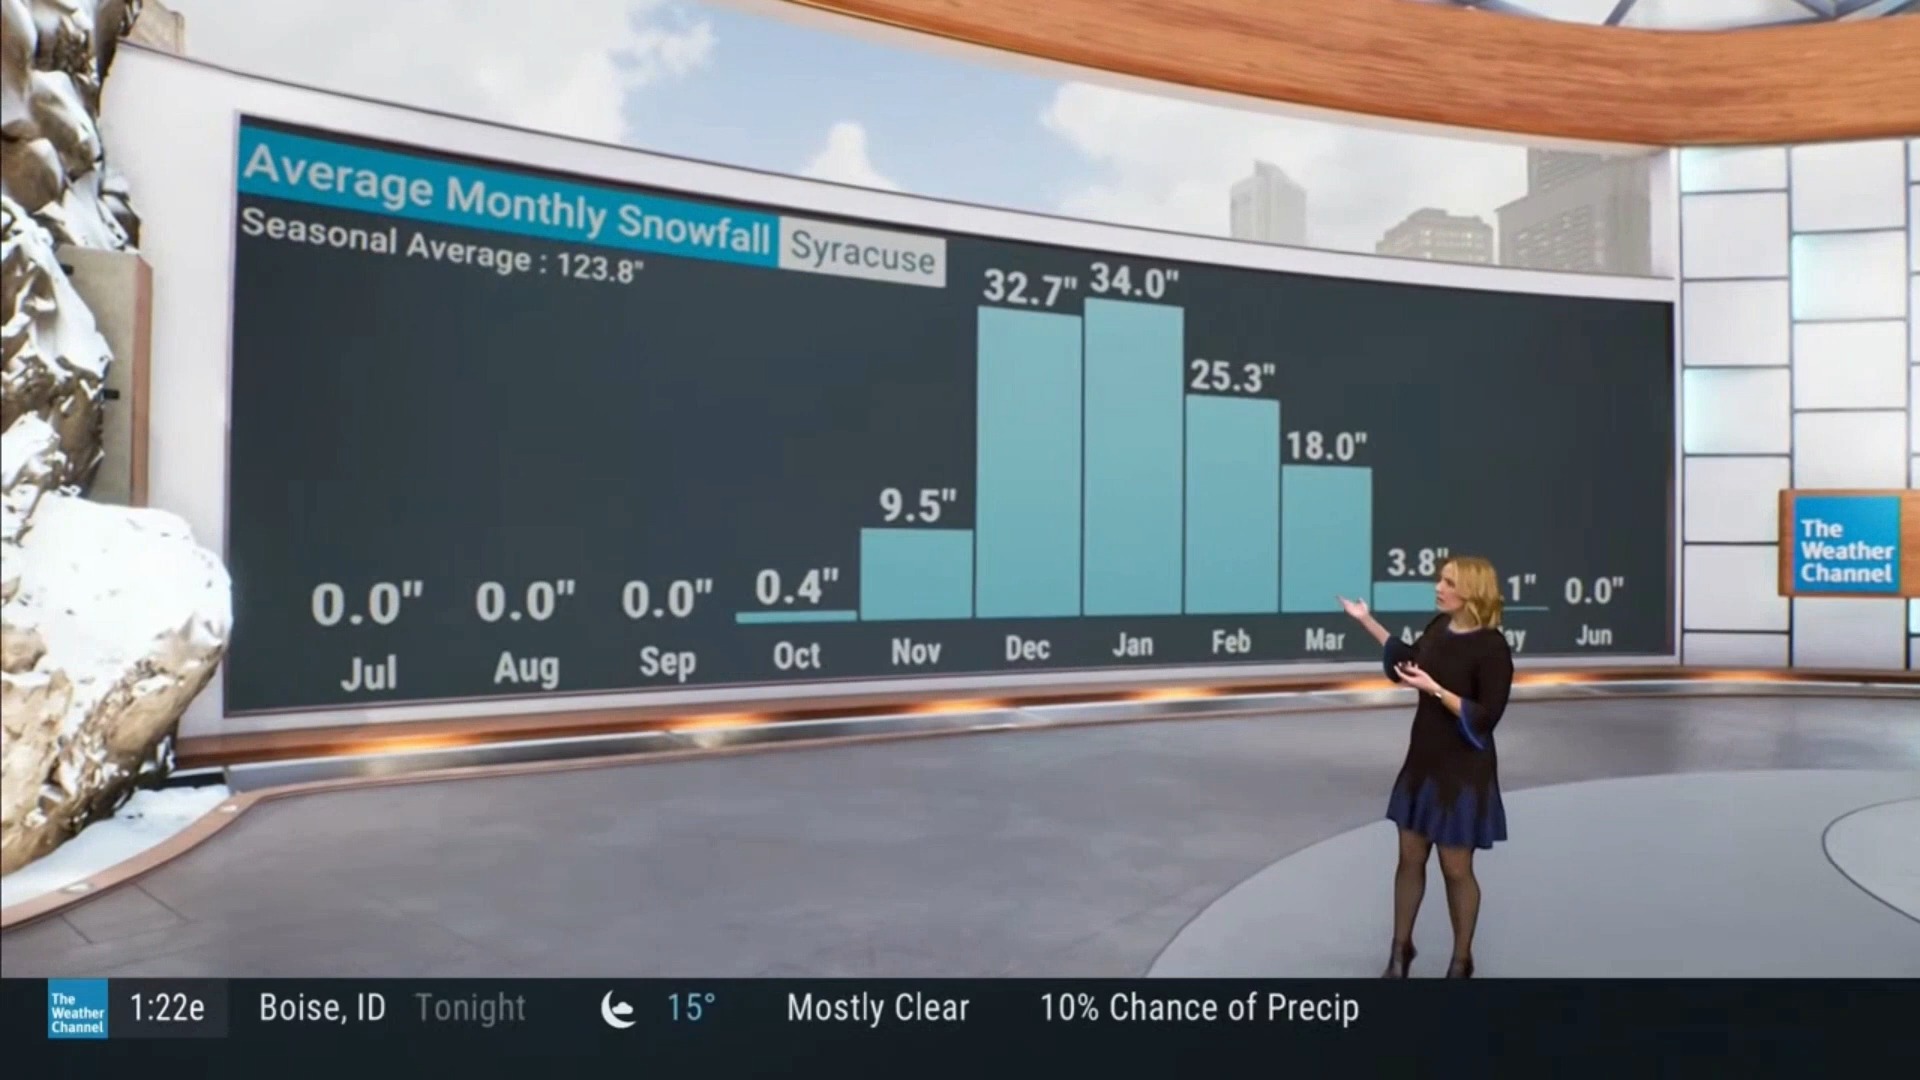 Average Monthly Snowfall Syracuse
Seasonal Average : 123.8"
0.0" 0.0" 0.0" 0.4" 9.5" 32.7" 34.0" 25.3" 18.0" 3.8" 0.0"
Jul Aug Sep Oct Nov Dec Jan Feb Mar Jun
The
Weather
Channel
The
Weather
Channel
1:22e Boise, ID Tonight 15° Mostly Clear 10% Chance of Precip